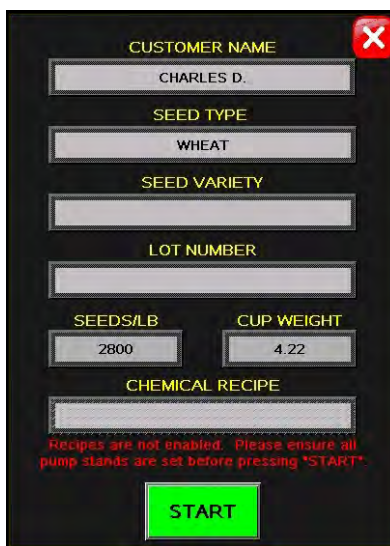 CUSTOMER NAME
CHARLES D.
SEED TYPE
WHEAT
SEED VARIETY
LOT NUMBER
SEEDS/LB CUP WEIGHT
2800 4.22
CHEMICAL RECIPE
Recipes are not enabled. Please ensure all
pump stands are set before pressing "START".
START